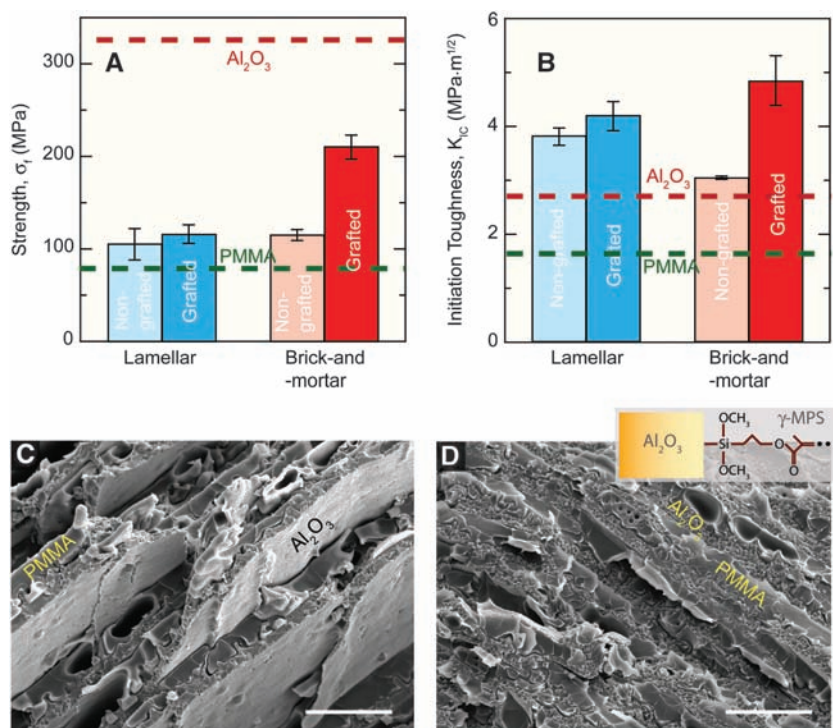 A
Strength, σf (MPa)
300
200
100
0
Al2O3
PMMA
Non-
grafted
Grafted
Non-
grafted
Grafted
Lamellar
Brick-and
-mortar
B
Initiation Toughness, KIC (MPa·m1/2)
6
4
2
0
Al2O3
PMMA
Non-grafted
Grafted
Non-grafted
Grafted
Lamellar
Brick-and
-mortar
C
PMMA
Al2O3
D
Al2O3
OCH3
γ-MPS
Si
O
OCH3
O
Al2O3
PMMA